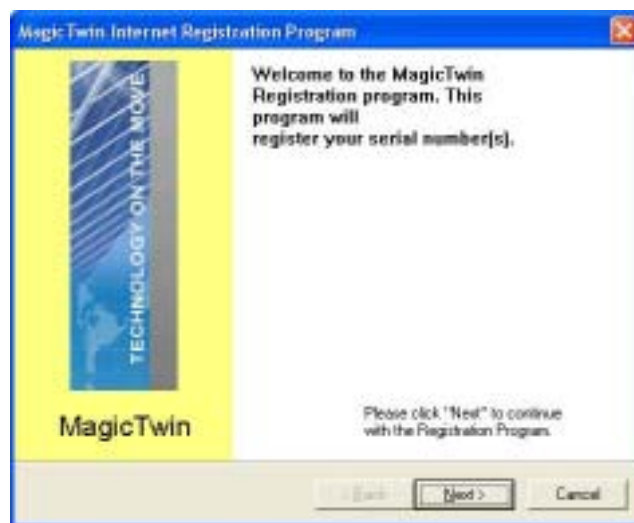 MagicTwin Internet Registration Program
TECHNOLOGY ON THE MOVE
MagicTwin
Welcome to the MagicTwin
Registration program. This
program will
register your serial number(s).
Please click "Next" to continue
with the Registration Program.
< Back
Next >
Cancel